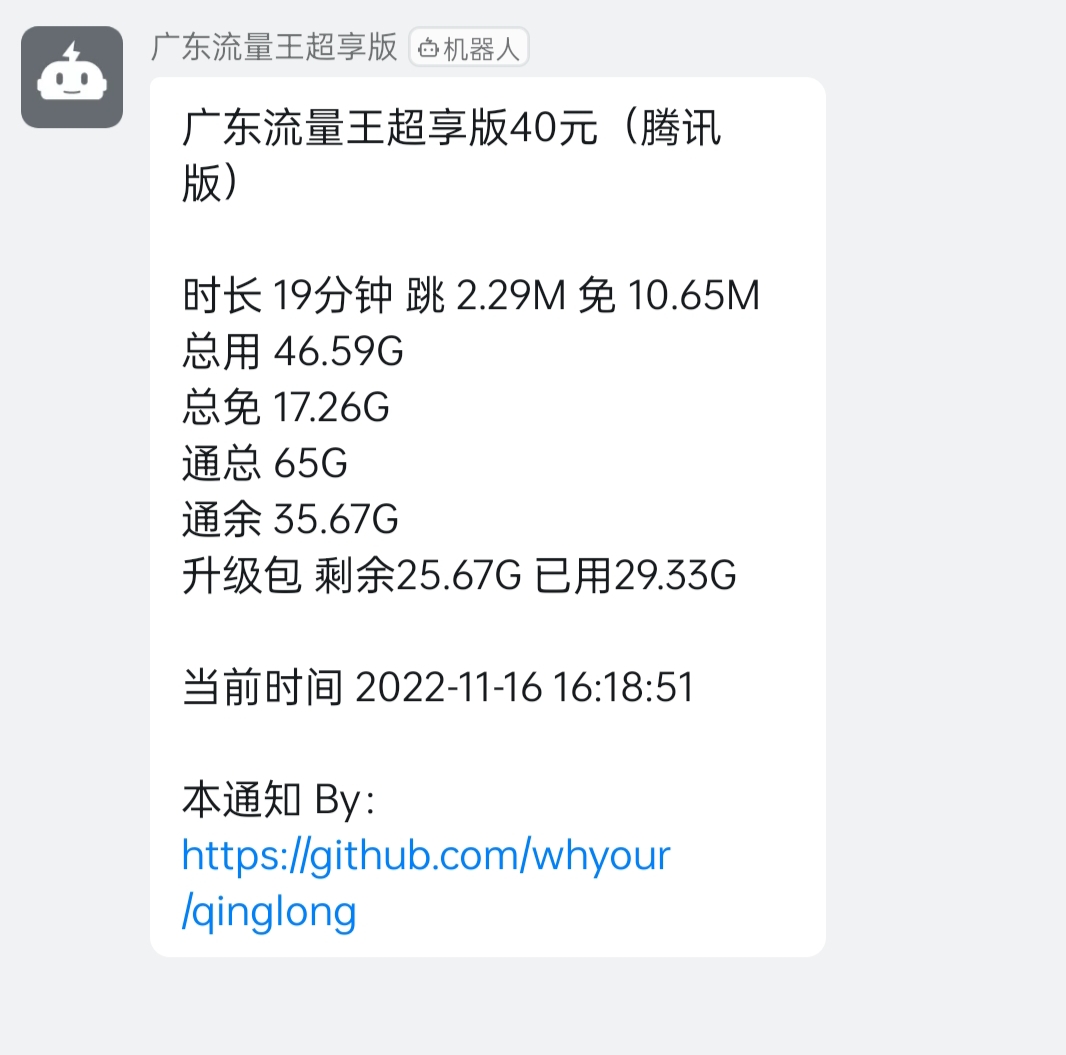 广东流量王超享版 机器人
广东流量王超享版40元（腾讯
版）
时长 19分钟 跳 2.29M 免 10.65M
总用 46.59G
总免 17.26G
通总 65G
通余 35.67G
升级包 剩余25.67G 已用29.33G
当前时间 2022-11-16 16:18:51
本通知 By：
https://github.com/whyour
/qinglong